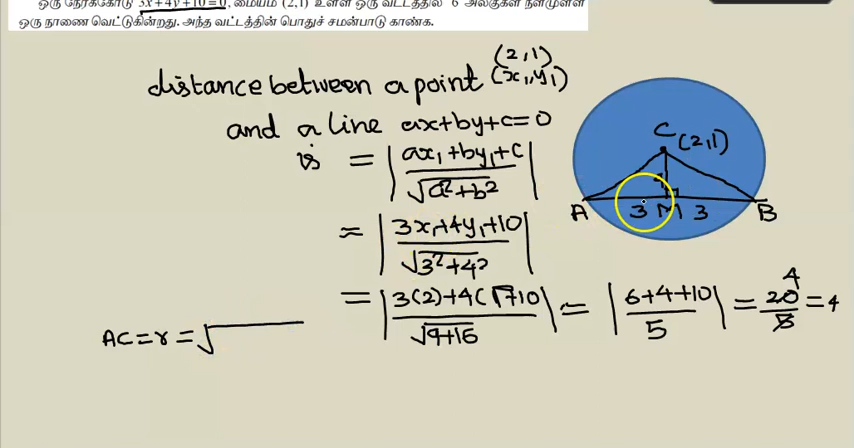 ஒரு நேர்க்கோடு 3x+4y+10=0, மையம் (2,1) உள்ள ஒரு வட்டத்தில் 6 அலகுகள் நீளமுள்ள
ஒரு நாணை வெட்டுகின்றது. அந்த வட்டத்தின் பொதுச் சமன்பாடு காண்க.
(2,1)
distance between a point (x₁,y₁)
and a line ax+by+c=0
is = |ax₁+by₁+c / √a²+b²|
= |3x₁+4y₁+10 / √3²+4²|
= |3(2)+4(1)+10 / √9+16| = |6+4+10 / 5| = 20/5 = 4
4
AC=r=√
C (2,1)
A 3 M 3 B